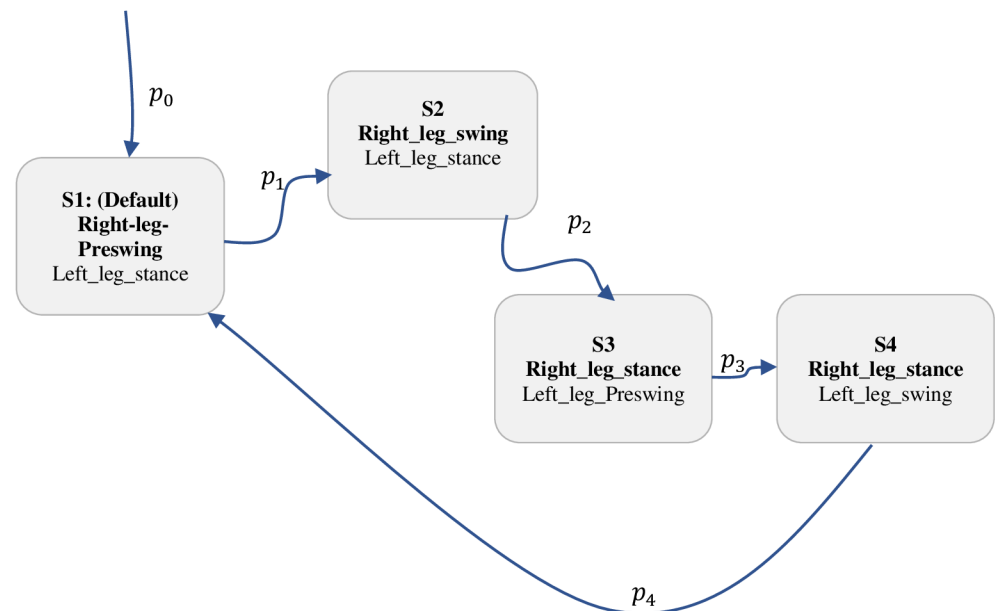 p₀
S1: (Default)
Right-leg-
Preswing
Left_leg_stance
p₁
S2
Right_leg_swing
Left_leg_stance
p₂
S3
Right_leg_stance
Left_leg_Preswing
p₃
S4
Right_leg_stance
Left_leg_swing
p₄